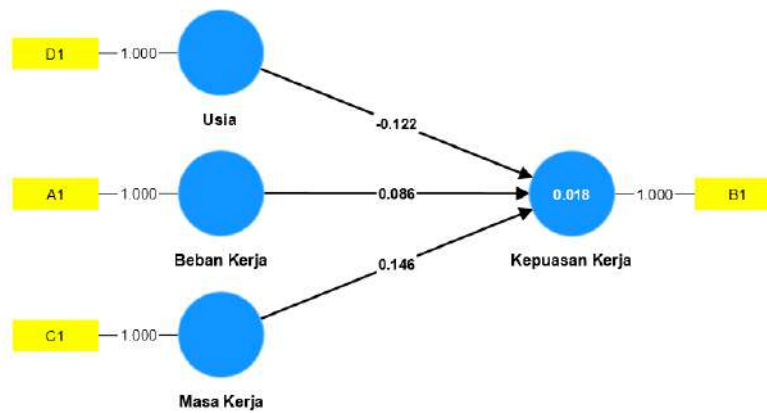 D1
1.000
Usia
-0.122
A1
1.000
0.086
0.018
1.000
B1
Beban Kerja
Kepuasan Kerja
0.146
C1
1.000
Masa Kerja